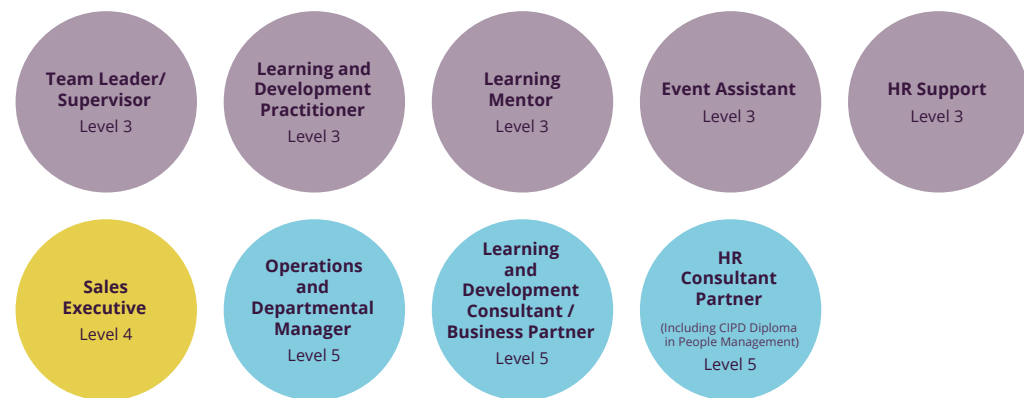 Team Leader/
Supervisor
Level 3
Learning and
Development
Practitioner
Level 3
Learning
Mentor
Level 3
Event Assistant
Level 3
HR Support
Level 3
Sales
Executive
Level 4
Operations
and
Departmental
Manager
Level 5
Learning
and
Development
Consultant /
Business Partner
Level 5
HR
Consultant
Partner
(Including CIPD Diploma
in People Management)
Level 5